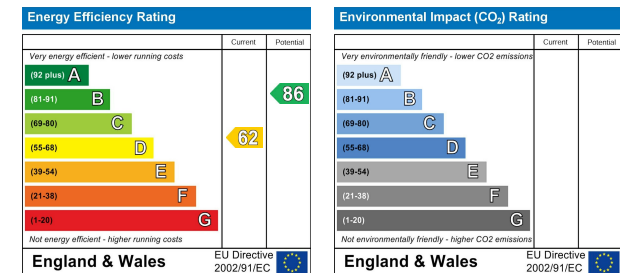 Energy Efficiency Rating
Current Potential
Very energy efficient - lower running costs
(92 plus) A
(81-91) B
(69-80) C
(55-68) D
(39-54) E
(21-38) F
(1-20) G
62
86
Not energy efficient - higher running costs
England & Wales
EU Directive
2002/91/EC
Environmental Impact (CO2) Rating
Current Potential
Very environmentally friendly - lower CO2 emissions
(92 plus) A
(81-91) B
(69-80) C
(55-68) D
(39-54) E
(21-38) F
(1-20) G
Not environmentally friendly - higher CO2 emissions
England & Wales
EU Directive
2002/91/EC